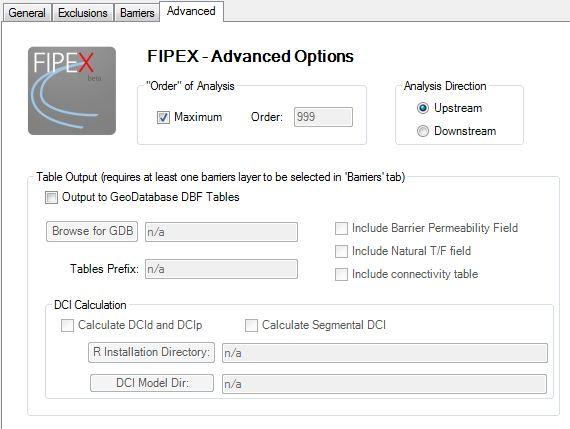 General Exclusions Barriers Advanced
FIPEX
beta
FIPEX - Advanced Options
"Order" of Analysis
Maximum Order: 999
Analysis Direction
Upstream
Downstream
Table Output (requires at least one barriers layer to be selected in 'Barriers' tab)
Output to GeoDatabase DBF Tables
Browse for GDB n/a
Tables Prefix: n/a
Include Barrier Permeability Field
Include Natural T/F field
Include connectivity table
DCI Calculation
Calculate DCId and DCIp Calculate Segmental DCI
R Installation Directory: n/a
DCI Model Dir: n/a